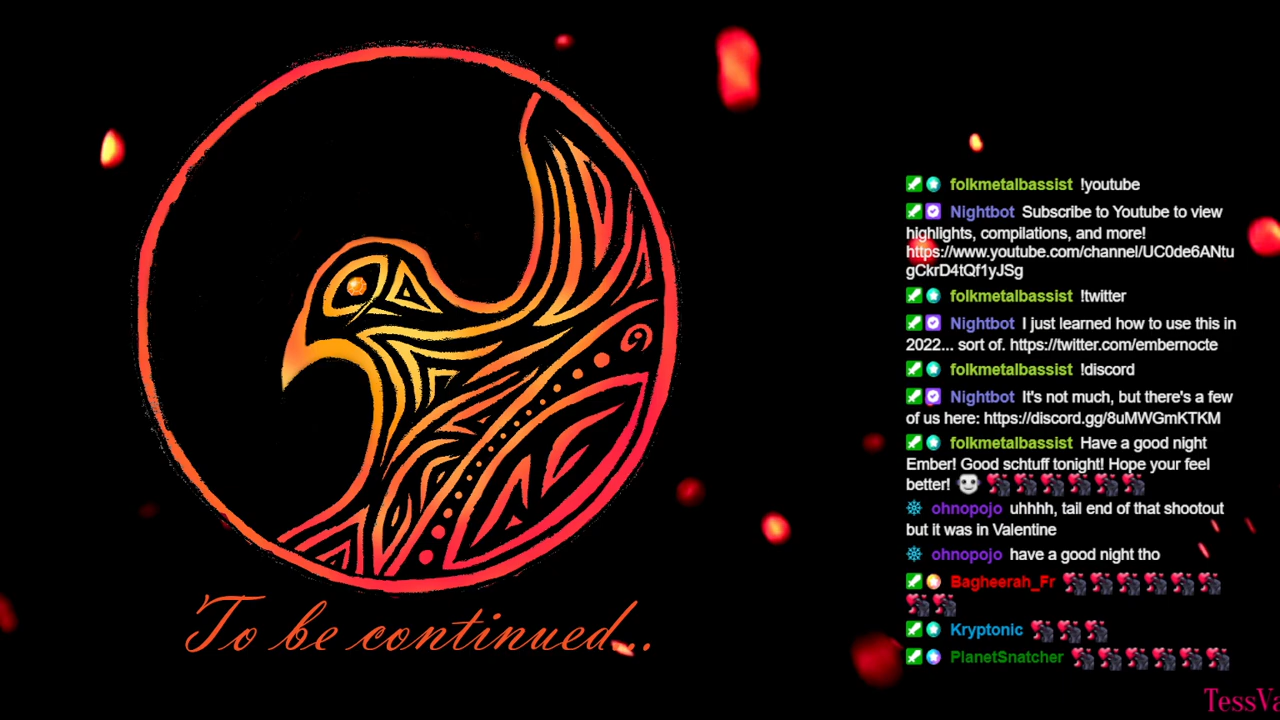 folkmetalbassist !youtube
Nightbot Subscribe to Youtube to view
highlights, compilations, and more!
https://www.youtube.com/channel/UC0de6ANtu
gCkrD4tQf1yJSg
folkmetalbassist !twitter
Nightbot I just learned how to use this in
2022... sort of. https://twitter.com/embernocte
folkmetalbassist !discord
Nightbot It's not much, but there's a few
of us here: https://discord.gg/8uMWGmKTKM
folkmetalbassist Have a good night
Ember! Good schtuff tonight! Hope your feel
better!
ohnopojo uhhhh, tail end of that shootout
but it was in Valentine
ohnopojo have a good night tho
Bagheerah_Fr
Kryptonic
PlanetSnatcher
To be continued...
TessVa